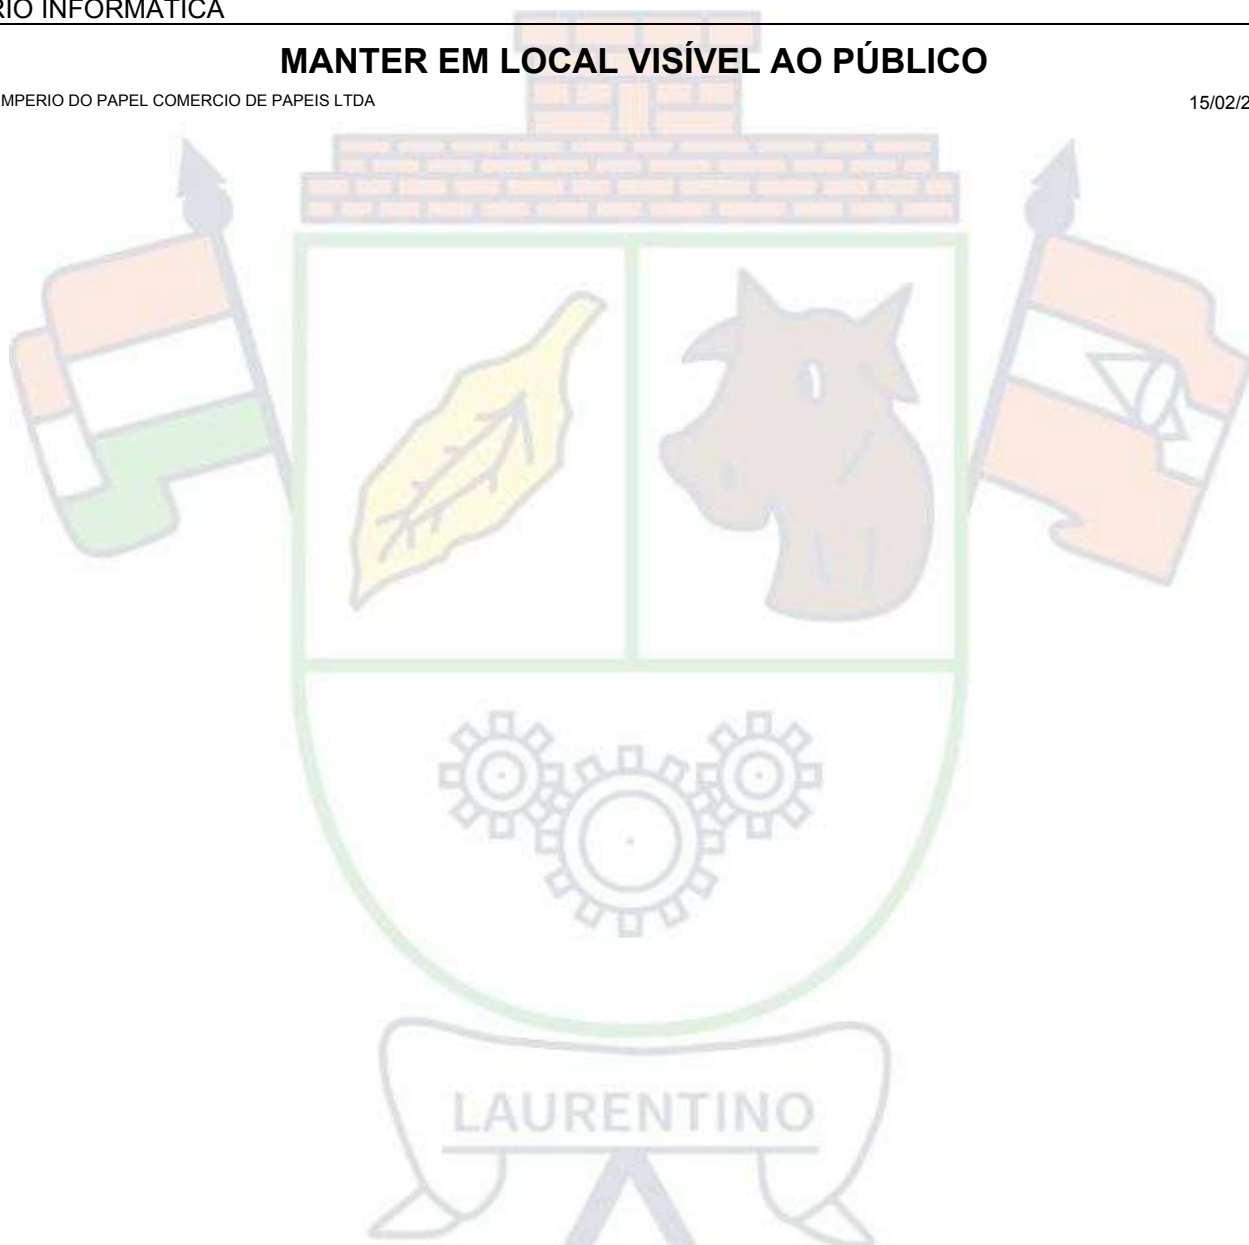 RIO INFORMÁTICA
MANTER EM LOCAL VISÍVEL AO PÚBLICO
MPERIO DO PAPEL COMERCIO DE PAPEIS LTDA
15/02/2
LAURENTINO